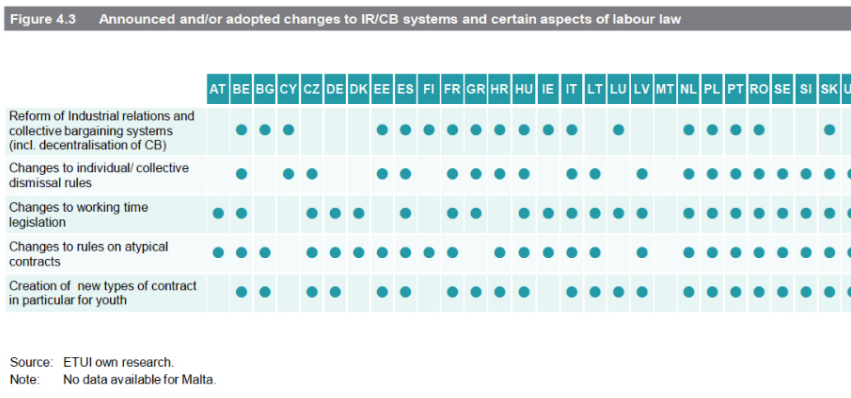 Figure 4.3 Announced and/or adopted changes to IR/CB systems and certain aspects of labour law
AT BE BG CY CZ DE DK EE ES FI FR GR HR HU IE IT LT LU LV MT NL PL PT RO SE SI SK U
Reform of Industrial relations and
collective bargaining systems
(incl. decentralisation of CB)
Changes to individual/ collective
dismissal rules
Changes to working time
legislation
Changes to rules on atypical
contracts
Creation of new types of contract
in particular for youth
Source: ETUI own research.
Note: No data available for Malta.